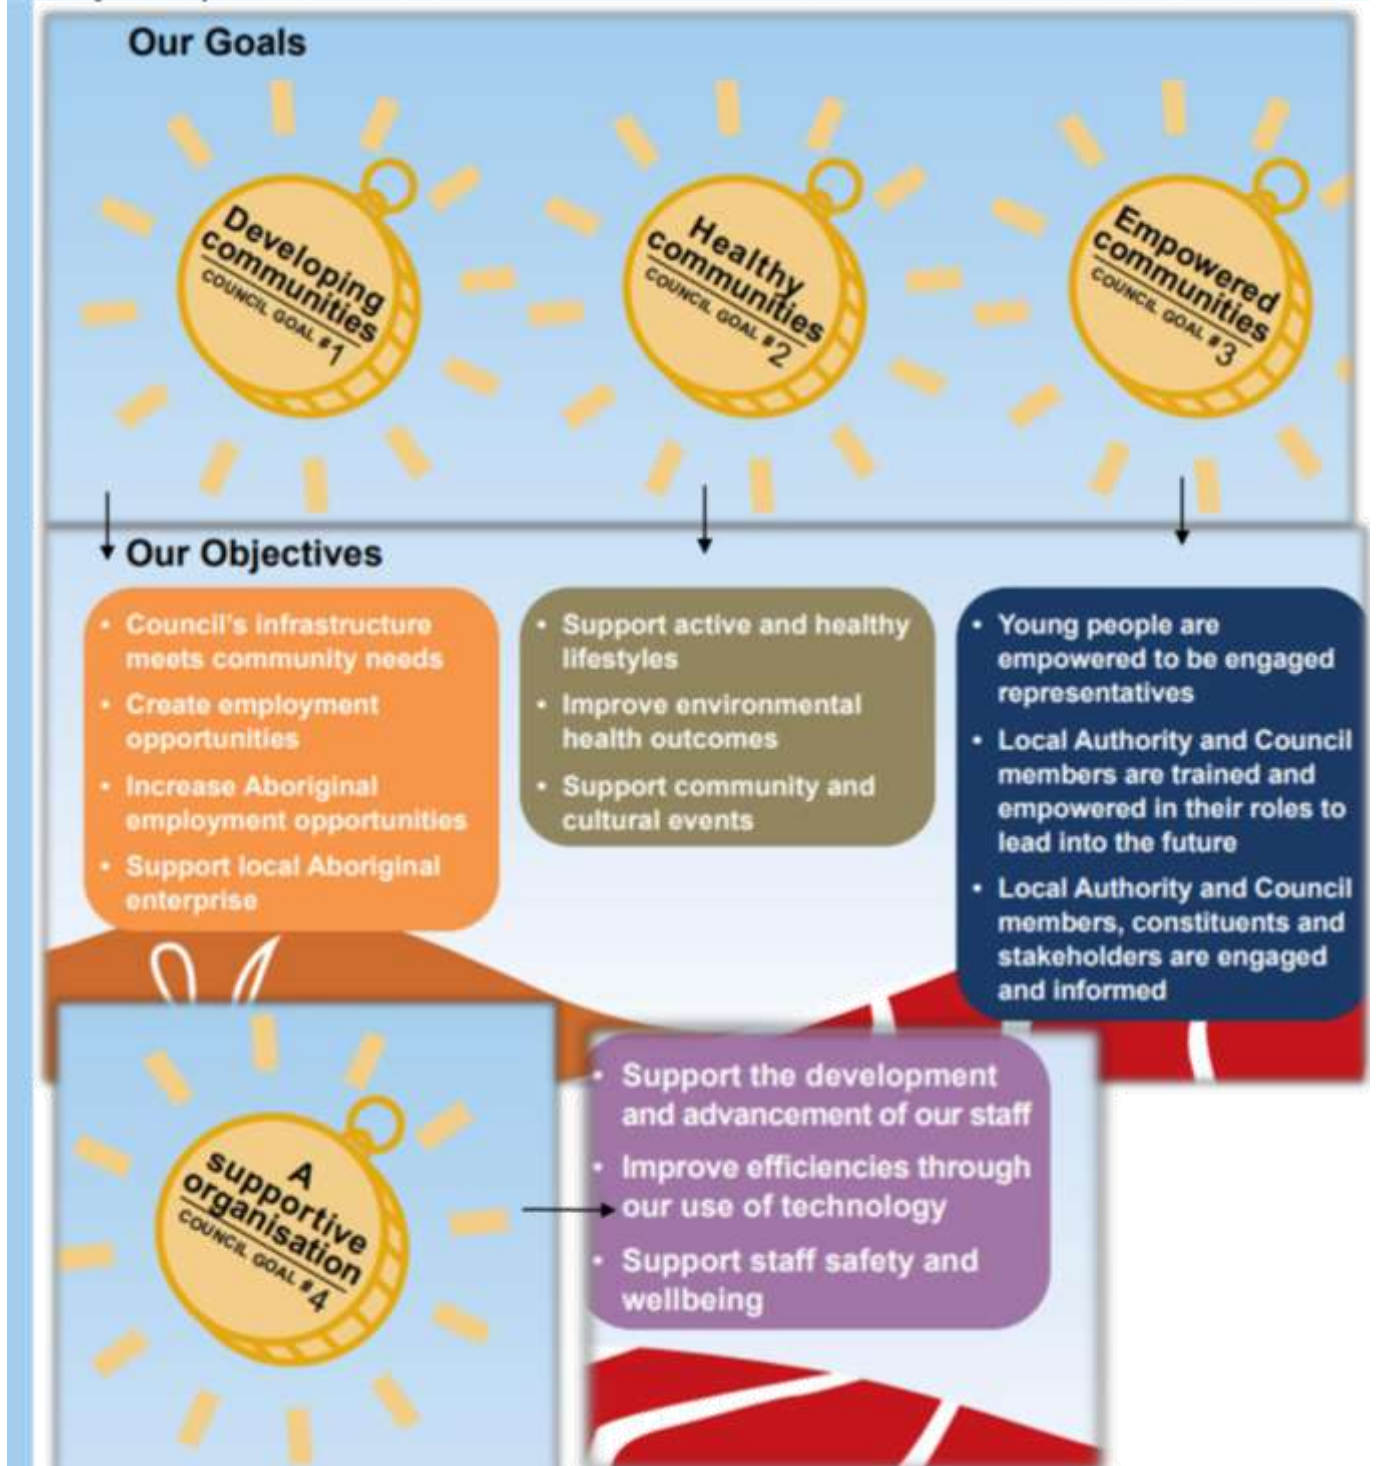 Our Goals
Developing
communities
COUNCIL GOAL #1
Healthy
communities
COUNCIL GOAL #2
Empowered
communities
COUNCIL GOAL #3
Our Objectives
• Council's infrastructure
meets community needs
• Create employment
opportunities
• Increase Aboriginal
employment opportunities
• Support local Aboriginal
enterprise
• Support active and healthy
lifestyles
• Improve environmental
health outcomes
• Support community and
cultural events
• Young people are
empowered to be engaged
representatives
• Local Authority and Council
members are trained and
empowered in their roles to
lead into the future
• Local Authority and Council
members, constituents and
stakeholders are engaged
and informed
A
supportive
organisation
COUNCIL GOAL #4
• Support the development
and advancement of our staff
• Improve efficiencies through
our use of technology
• Support staff safety and
wellbeing